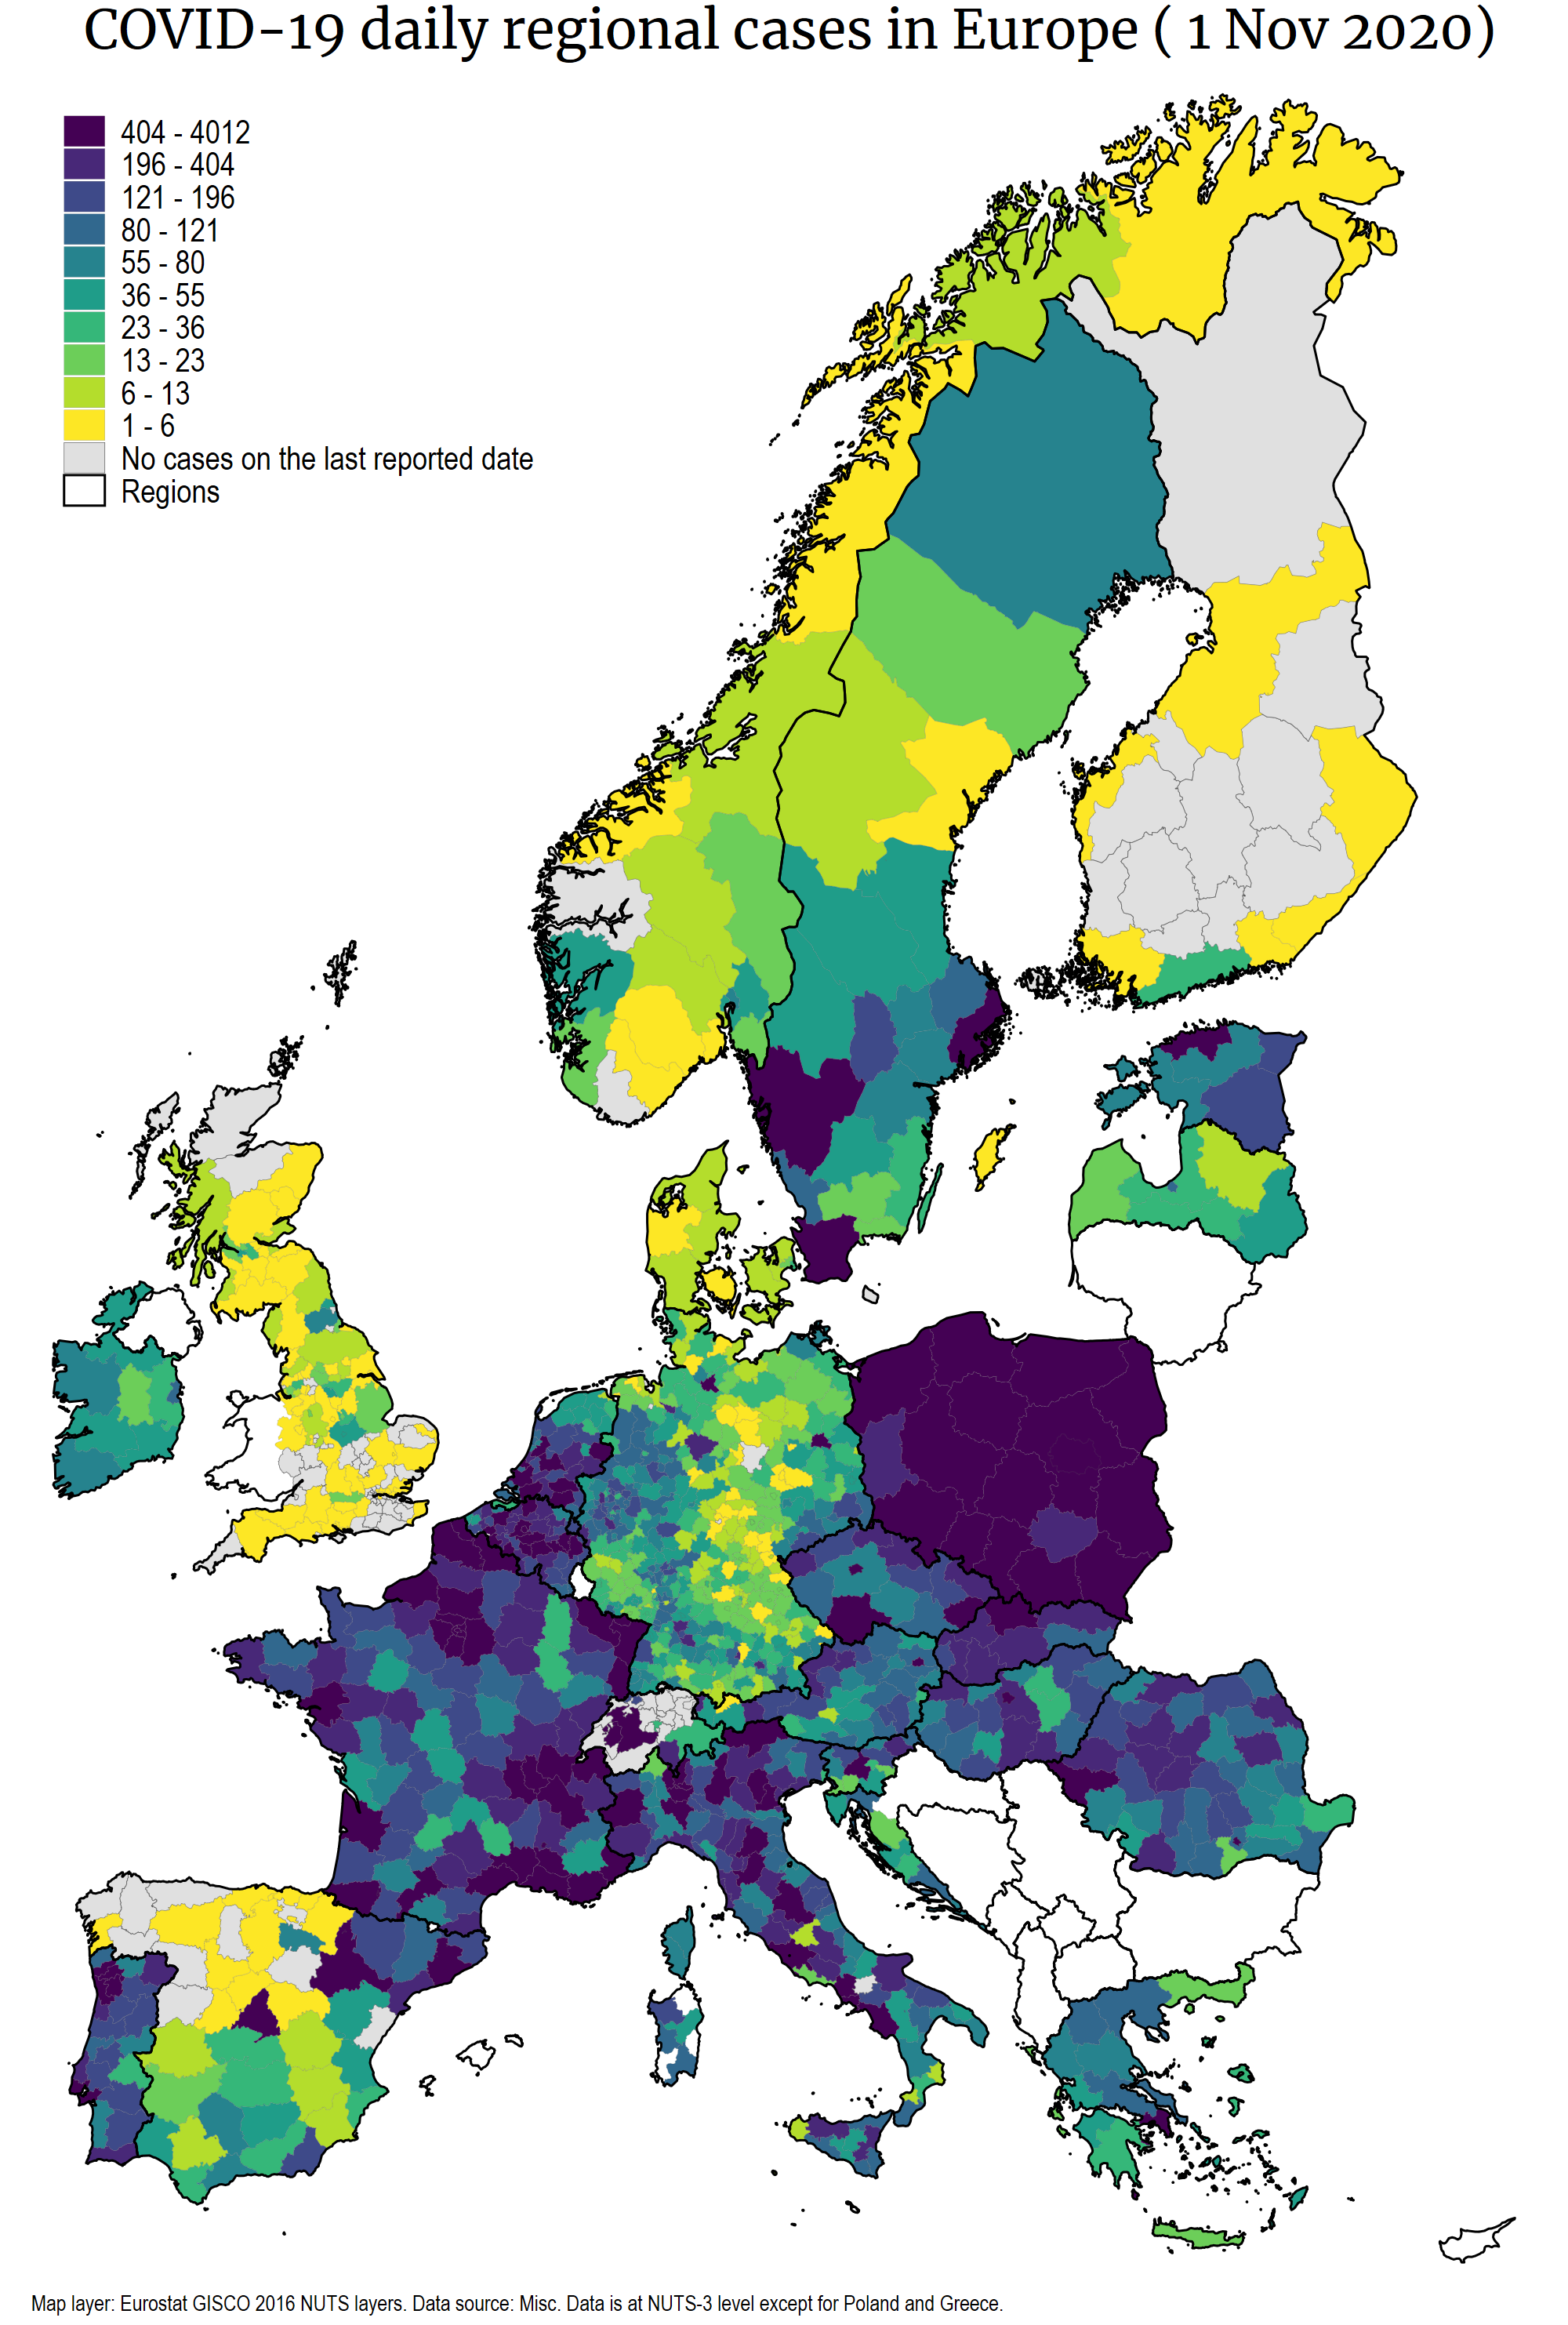 COVID-19 daily regional cases in Europe ( 1 Nov 2020)
404 - 4012
196 - 404
121 - 196
80 - 121
55 - 80
36 - 55
23 - 36
13 - 23
6 - 13
1 - 6
No cases on the last reported date
Regions
Map layer: Eurostat GISCO 2016 NUTS layers. Data source: Misc. Data is at NUTS-3 level except for Poland and Greece.